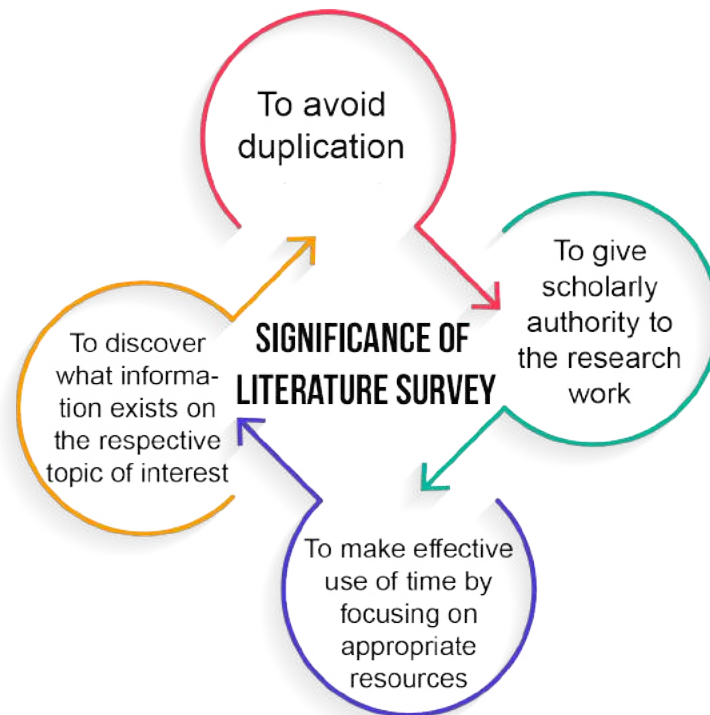 To avoid
duplication
To give
scholarly
authority to
the research
work
SIGNIFICANCE OF
LITERATURE SURVEY
To discover
what informa-
tion exists on
the respective
topic of interest
To make effective
use of time by
focusing on
appropriate
resources